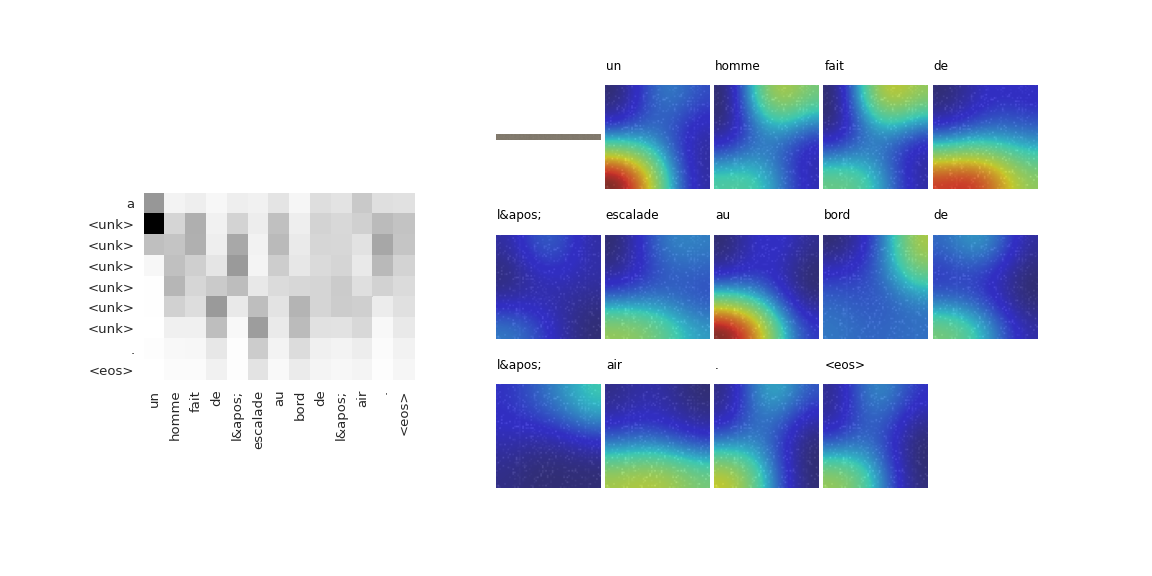 a
<unk>
<unk>
<unk>
<unk>
<unk>
<unk>
.
<eos>
un
homme
fait
de
l&apos;
escalade
au
bord
de
l&apos;
air
.
<eos>
un homme fait de
l&apos; escalade au bord de
l&apos; air . <eos>